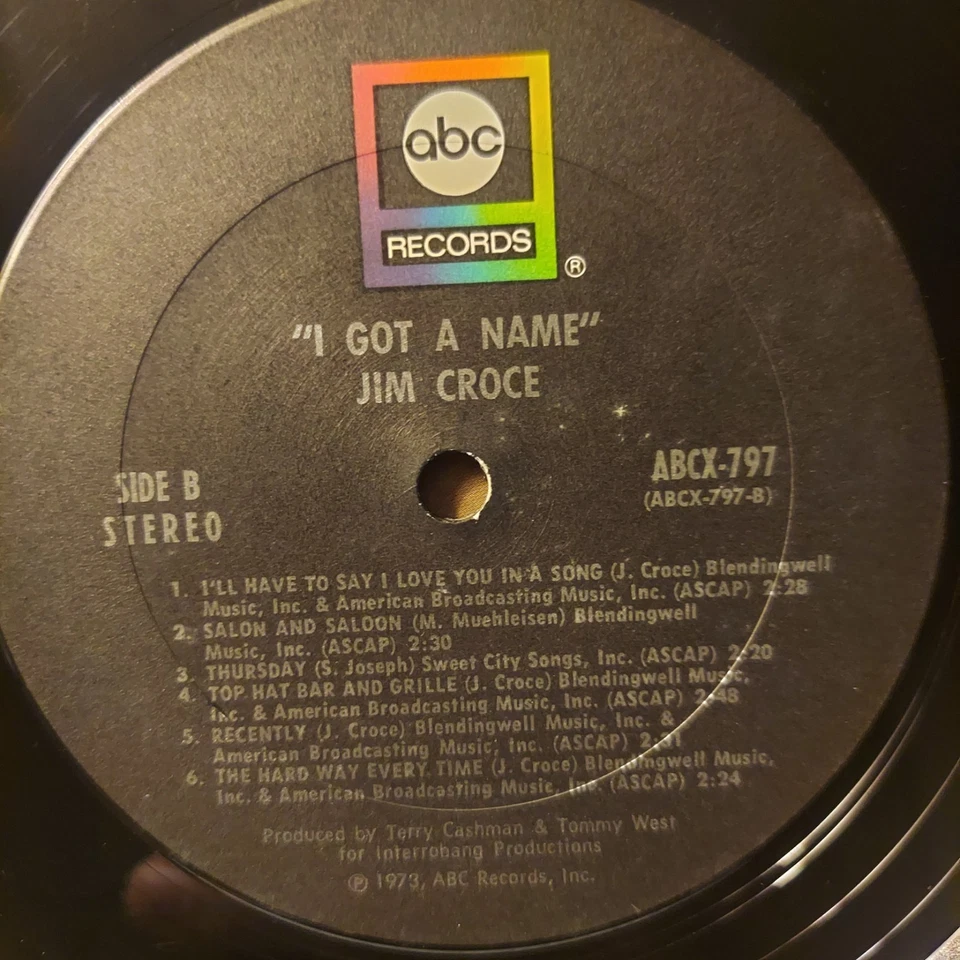 abc
RECORDS
®
"I GOT A NAME"
JIM CROCE
SIDE B
STEREO
ABCX-797
(ABCX-797-B)
1. I'LL HAVE TO SAY I LOVE YOU IN A SONG (J. Croce) Blendingwell
Music, Inc. & American Broadcasting Music, Inc. (ASCAP) 2:28
2. SALON AND SALOON (M. Muehleisen) Blendingwell
Music, Inc. (ASCAP) 2:30
3. THURSDAY (S. Joseph) Sweet City Songs, Inc. (ASCAP) 2:20
4. TOP HAT BAR AND GRILLE (J. Croce) Blendingwell Music,
Inc. & American Broadcasting Music, Inc. (ASCAP) 2:48
5. RECENTLY (J. Croce) Blendingwell Music, Inc. &
American Broadcasting Music, Inc. (ASCAP) 2:31
6. THE HARD WAY EVERY TIME (J. Croce) Blendingwell Music,
Inc. & American Broadcasting Music, Inc. (ASCAP) 2:24
Produced by Terry Cashman & Tommy West
for Interrobang Productions
℗ 1973, ABC Records, Inc.